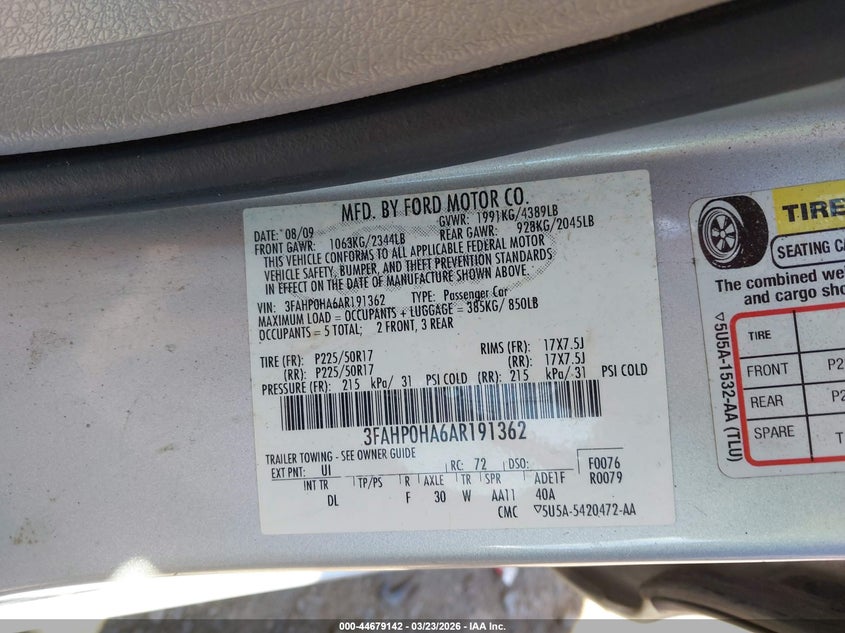 MFD. BY FORD MOTOR CO.
DATE: 08/09 GVWR: 1991KG/4389LB
FRONT GAWR: 1063KG/2344LB REAR GAWR: 928KG/2045LB
THIS VEHICLE CONFORMS TO ALL APPLICABLE FEDERAL MOTOR
VEHICLE SAFETY, BUMPER, AND THEFT PREVENTION STANDARDS
IN EFFECT ON THE DATE OF MANUFACTURE SHOWN ABOVE.
VIN: 3FAHP0HA6AR191362 TYPE: Passenger Car
MAXIMUM LOAD = OCCUPANTS + LUGGAGE = 385KG/ 850LB
OCCUPANTS = 5 TOTAL; 2 FRONT, 3 REAR
TIRE (FR): P225/50R17 RIMS (FR): 17X7.5J
(RR): P225/50R17 (RR): 17X7.5J
PRESSURE (FR): 215 kPa/ 31 PSI COLD (RR): 215 kPa/ 31 PSI COLD
3FAHP0HA6AR191362
TRAILER TOWING - SEE OWNER GUIDE
EXT PNT: UI RC: 72 DSO: F0076
INT TR TP/PS R AXLE TR SPR ADE1F R0079
DL F 30 W AA11 40A
CMC ▽5U5A-5420472-AA
TIRE
SEATING CA
The combined we
and cargo sho
TIRE
FRONT P2
REAR P2
SPARE T
▽5U5A-1532-AA (TLU)
000-44679142 - 03/23/2026 - IAA Inc.